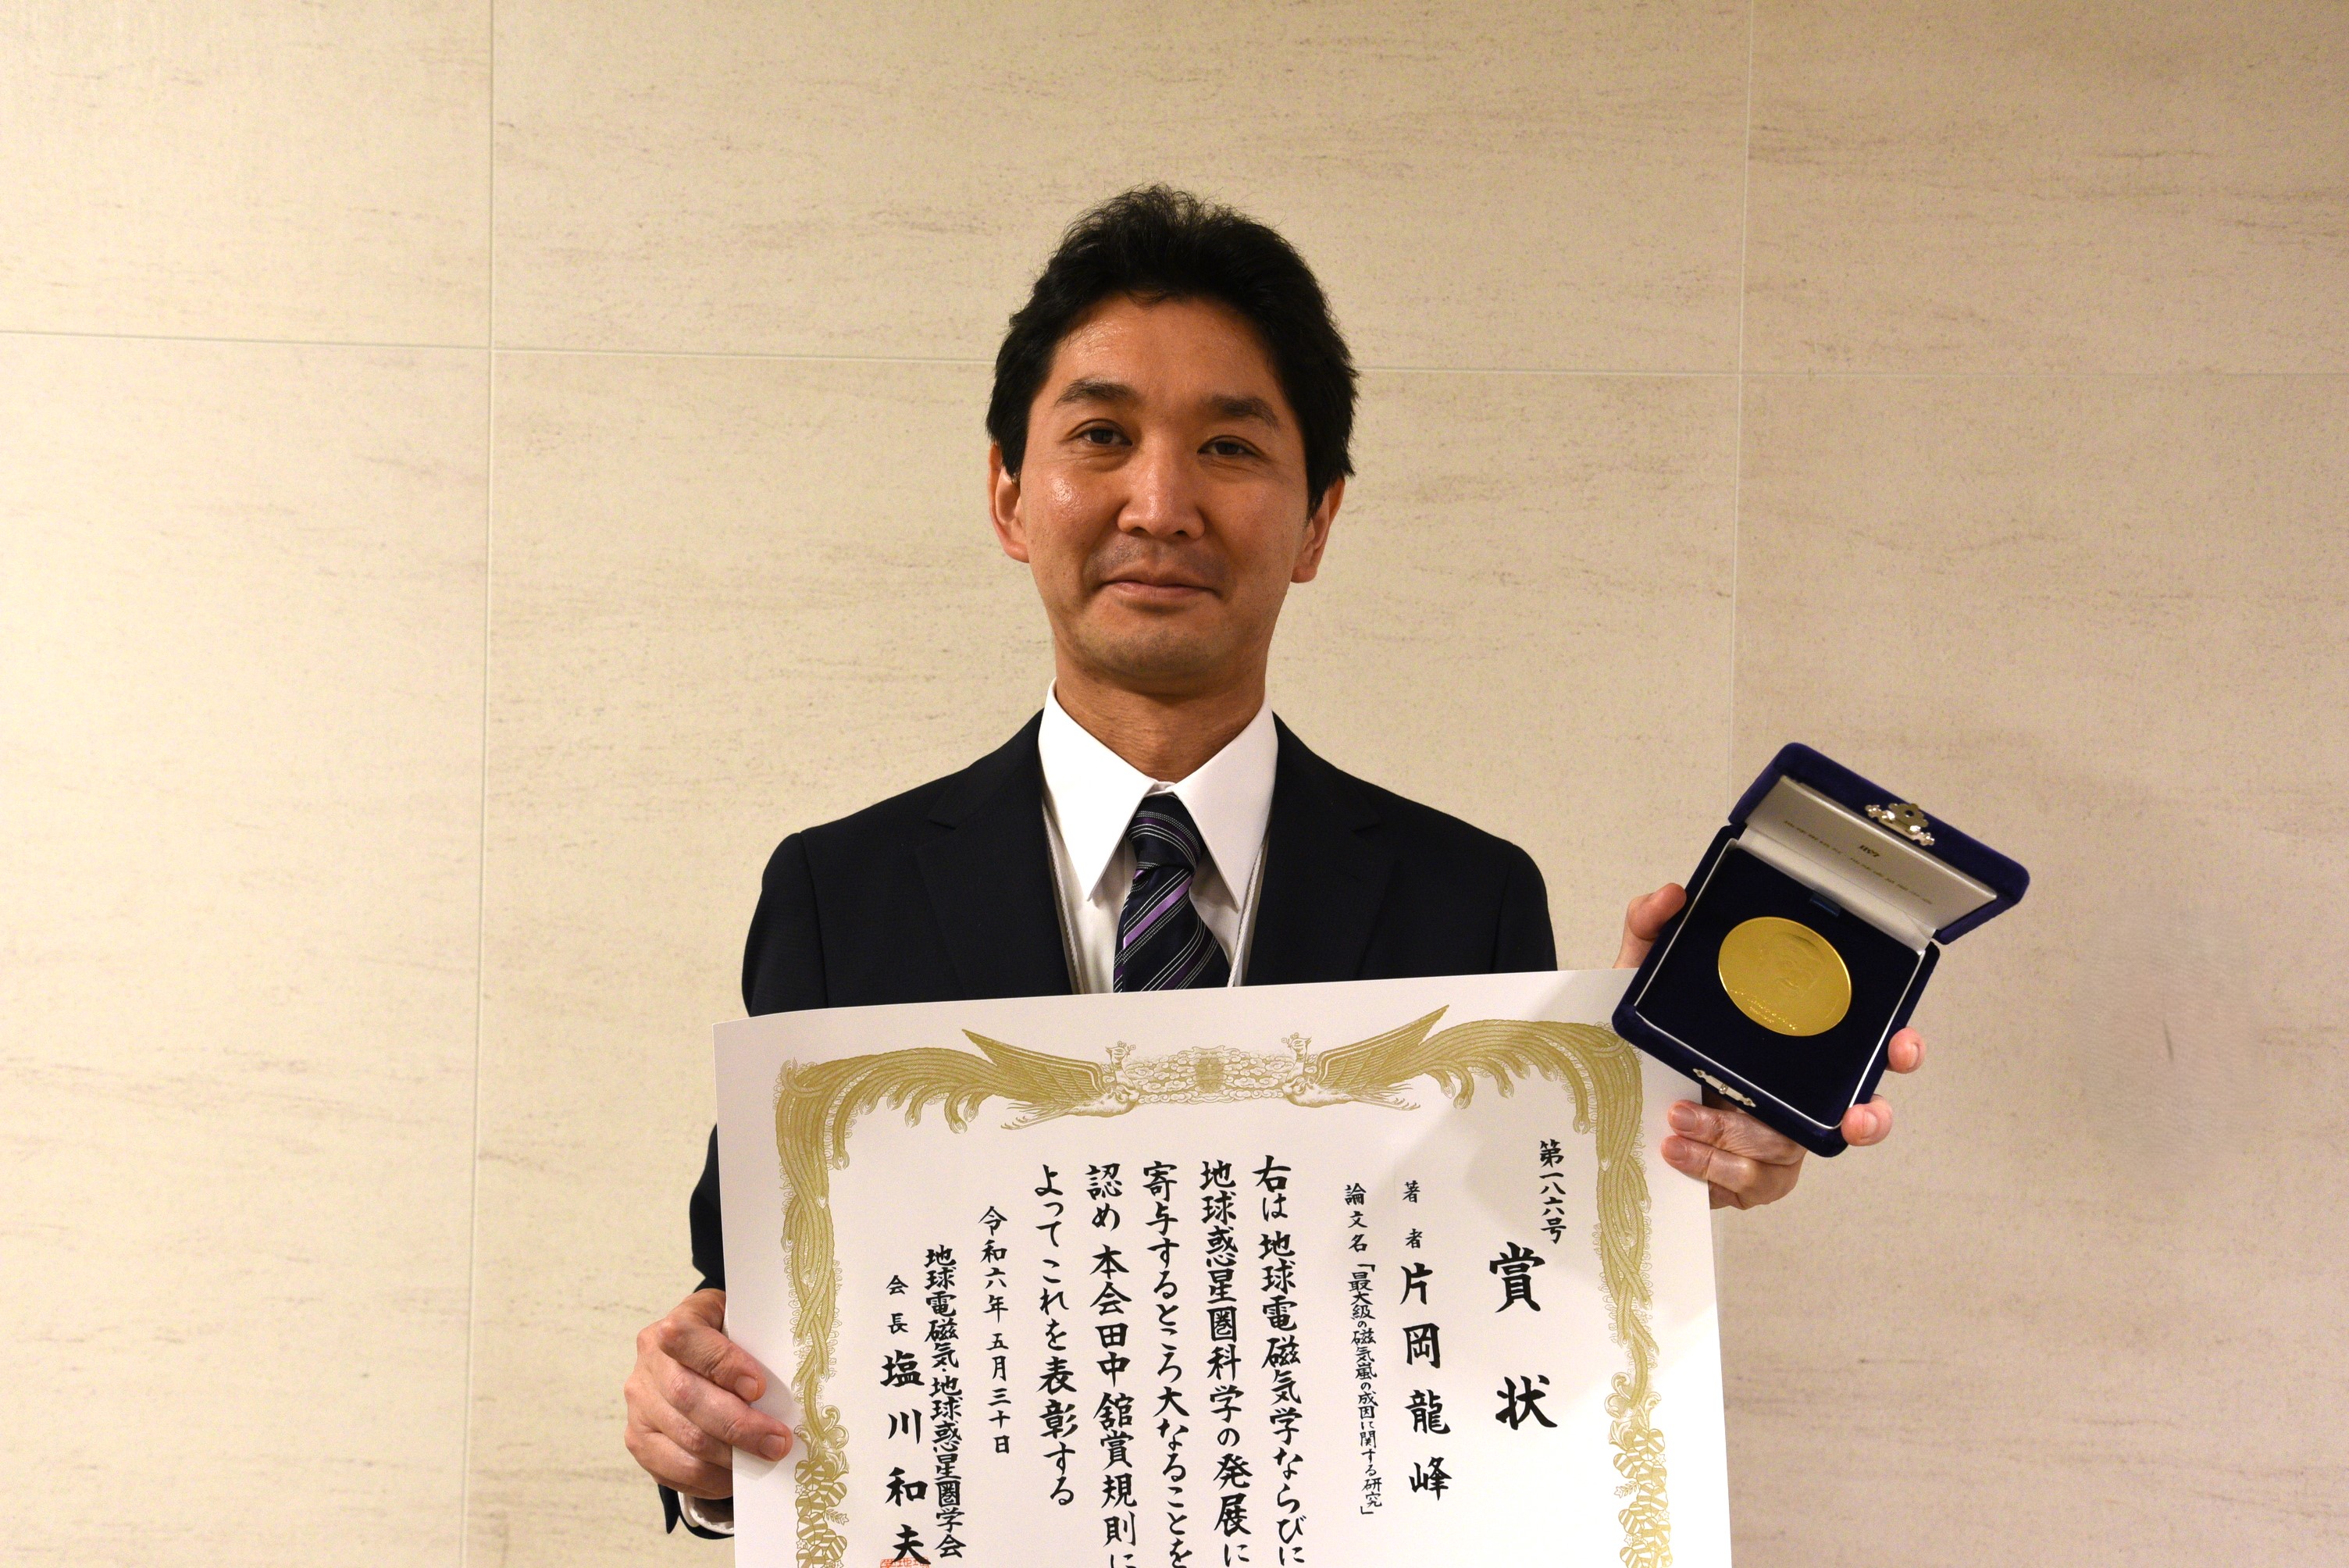 第一八六号
賞状
著者 片岡龍峰
論文名「最大級の磁気嵐の成因に関する研究」
右は地球電磁気学ならびに
地球惑星圏科学の発展に
寄与するところ大なることを
認め本会田中舘賞規則に
よってこれを表彰する
令和六年五月三十日
地球電磁気・地球惑星圏学会
会長 塩川和夫